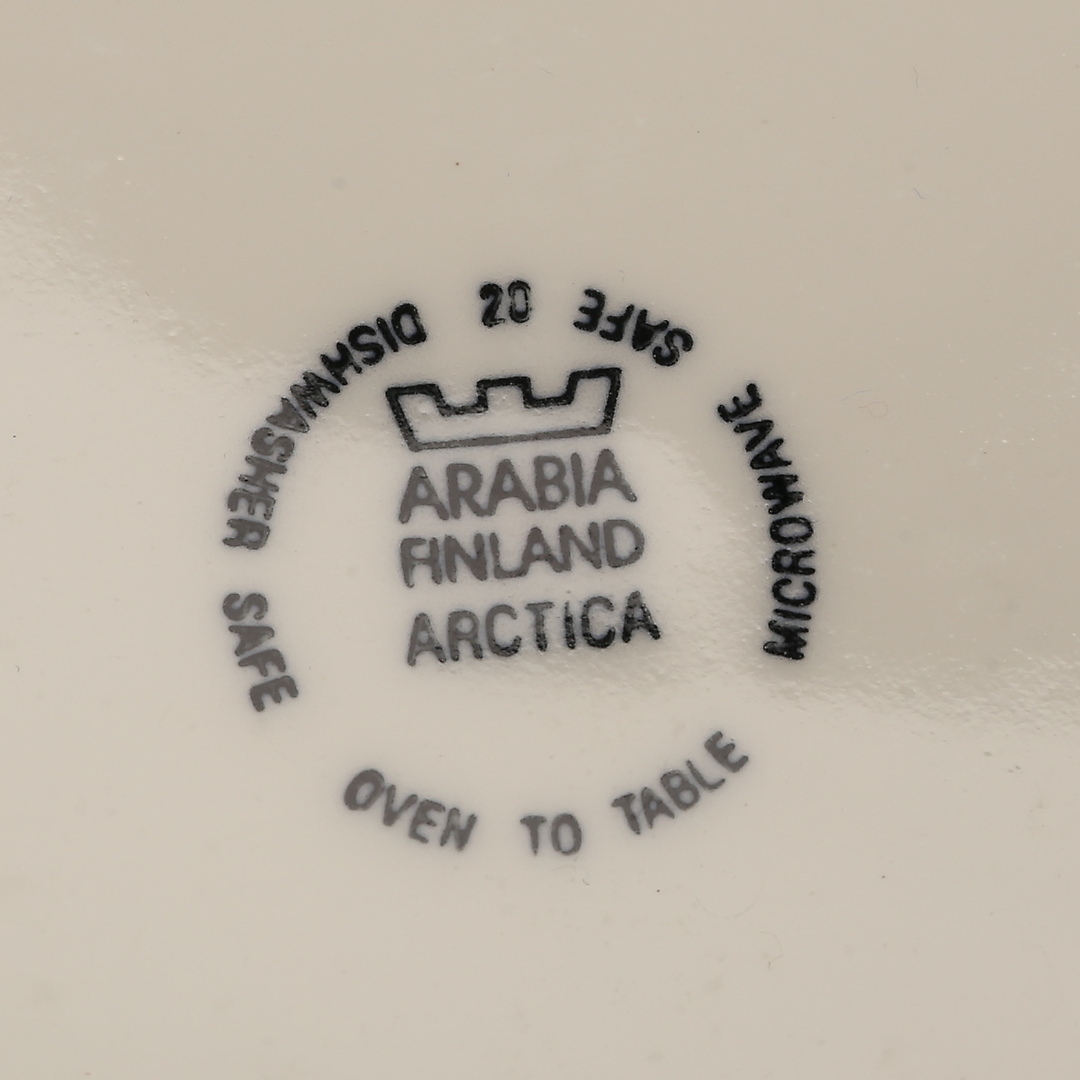 20
ARABIA
FINLAND
ARCTICA
DISHWASHER SAFE
OVEN TO TABLE
MICROWAVE SAFE